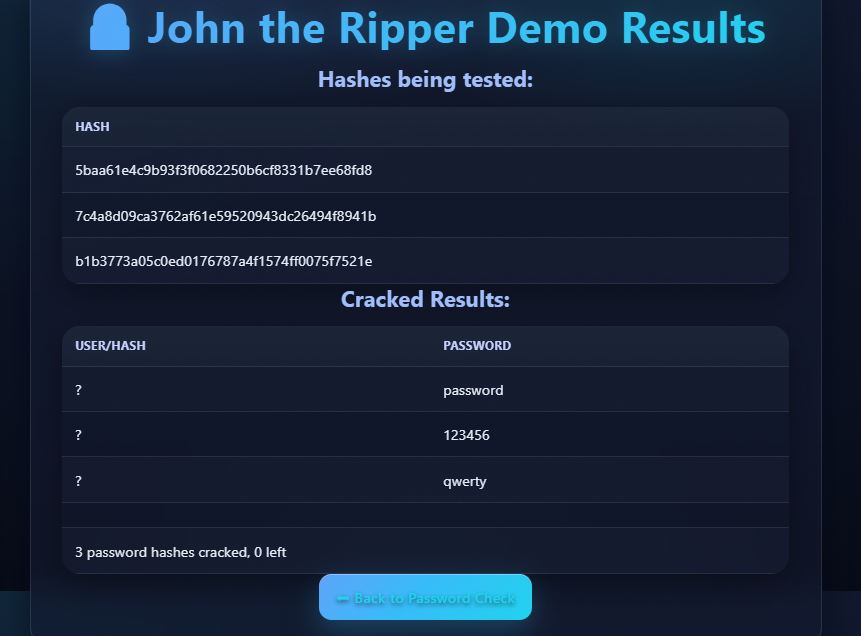 John the Ripper Demo Results
Hashes being tested:
HASH
5baa61e4c9b93f3f0682250b6cf8331b7ee68fd8
7c4a8d09ca3762af61e59520943dc26494f8941b
b1b3773a05c0ed0176787a4f1574ff0075f7521e
Cracked Results:
USER/HASH PASSWORD
? password
? 123456
? qwerty
3 password hashes cracked, 0 left
⬅ Back to Password Check